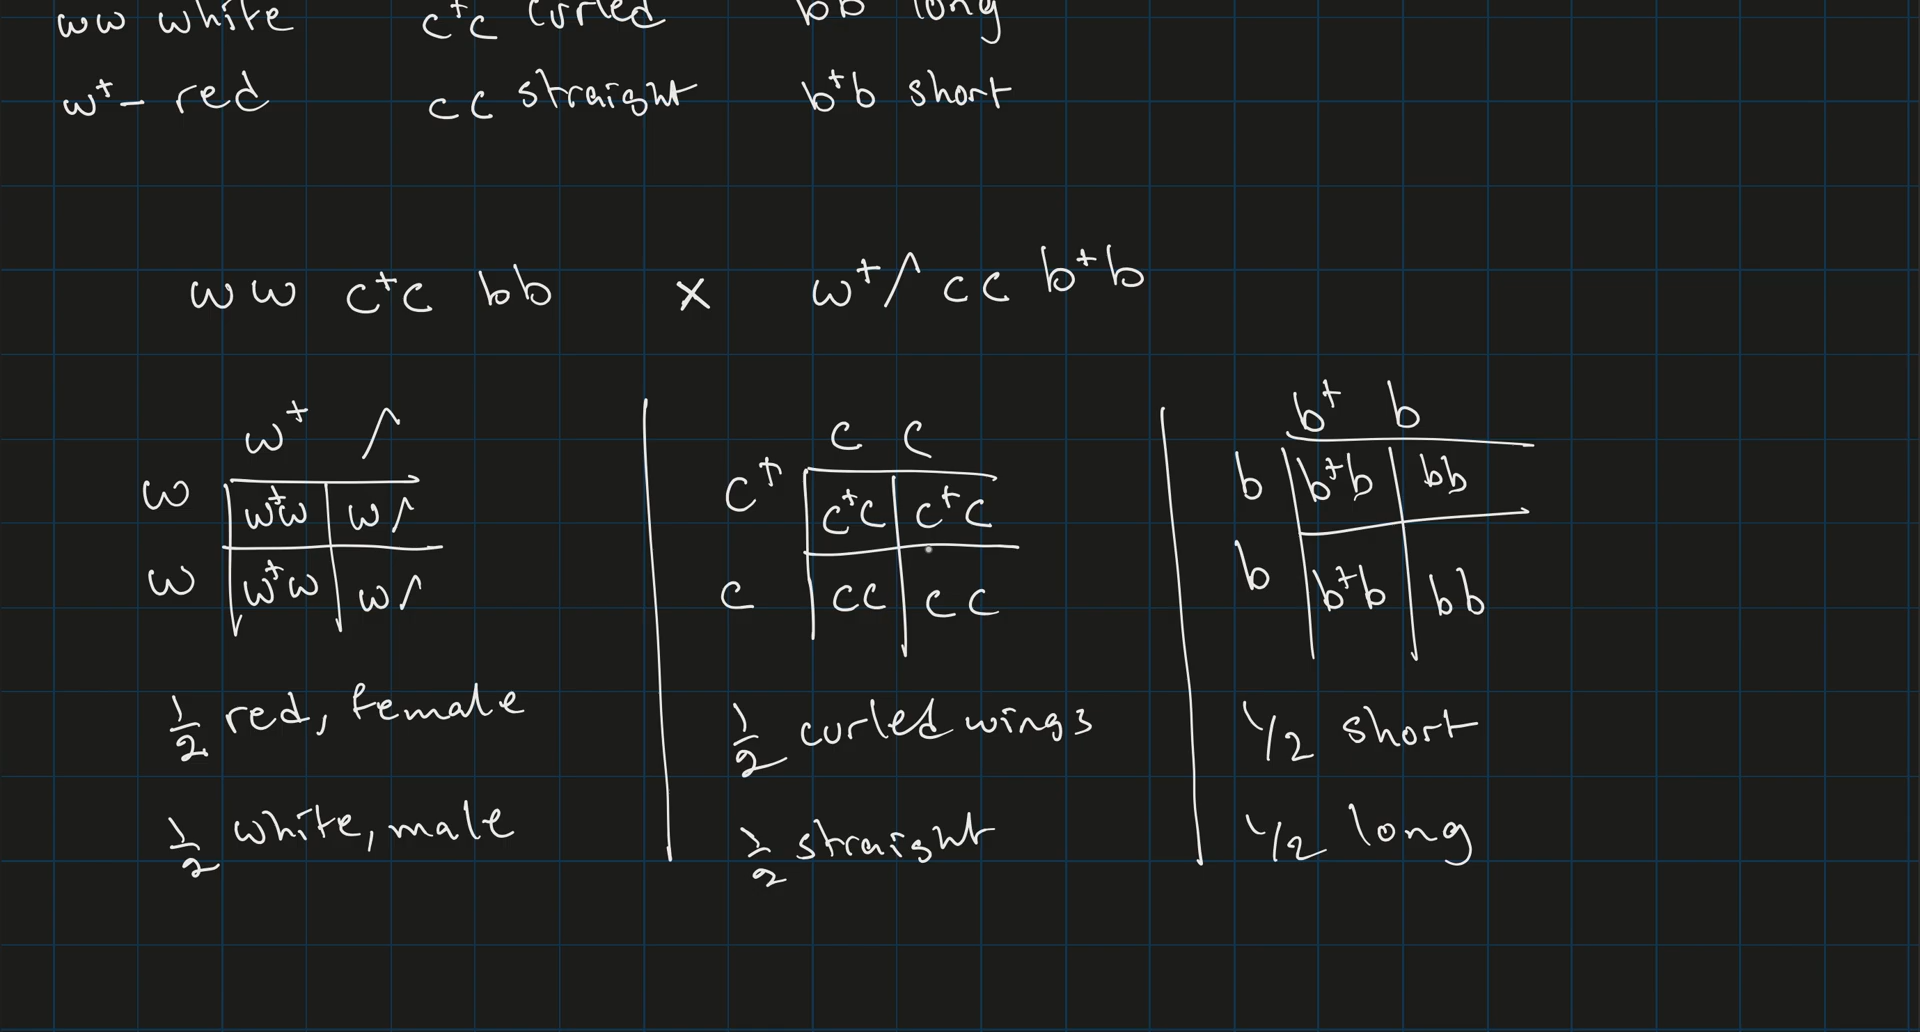 ww white c⁺c curled bb long
w⁺- red cc straight b⁺b short
ww c⁺c bb × w⁺/ cc b⁺b
w⁺ c c b⁺ b
w w⁺w w c⁺ c⁺c c⁺c b b⁺b bb
w w⁺w w c cc cc b b⁺b bb
1/2 red, female 1/2 curled wings 1/2 short
1/2 white, male 1/2 straight 1/2 long